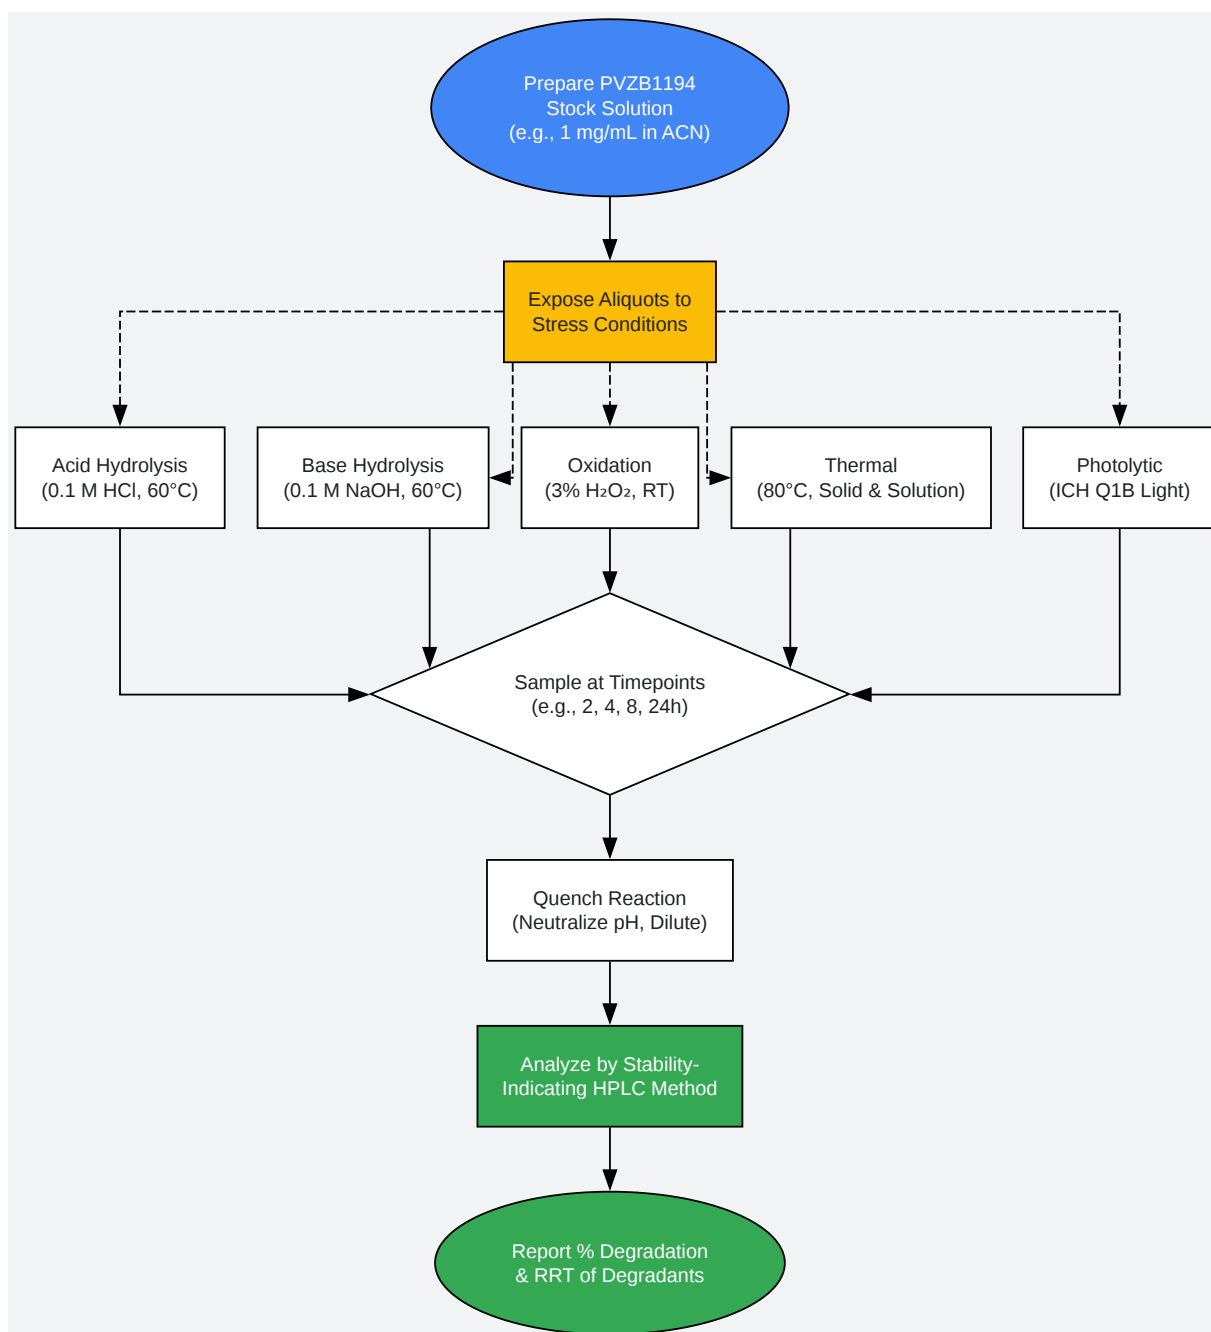 Prepare PVZB1194
Stock Solution
(e.g., 1 mg/mL in ACN)
Expose Aliquots to
Stress Conditions
Acid Hydrolysis
(0.1 M HCl, 60°C)
Base Hydrolysis
(0.1 M NaOH, 60°C)
Oxidation
(3% H₂O₂, RT)
Thermal
(80°C, Solid & Solution)
Photolytic
(ICH Q1B Light)
Sample at Timepoints
(e.g., 2, 4, 8, 24h)
Quench Reaction
(Neutralize pH, Dilute)
Analyze by Stability-
Indicating HPLC Method
Report % Degradation
& RRT of Degradants